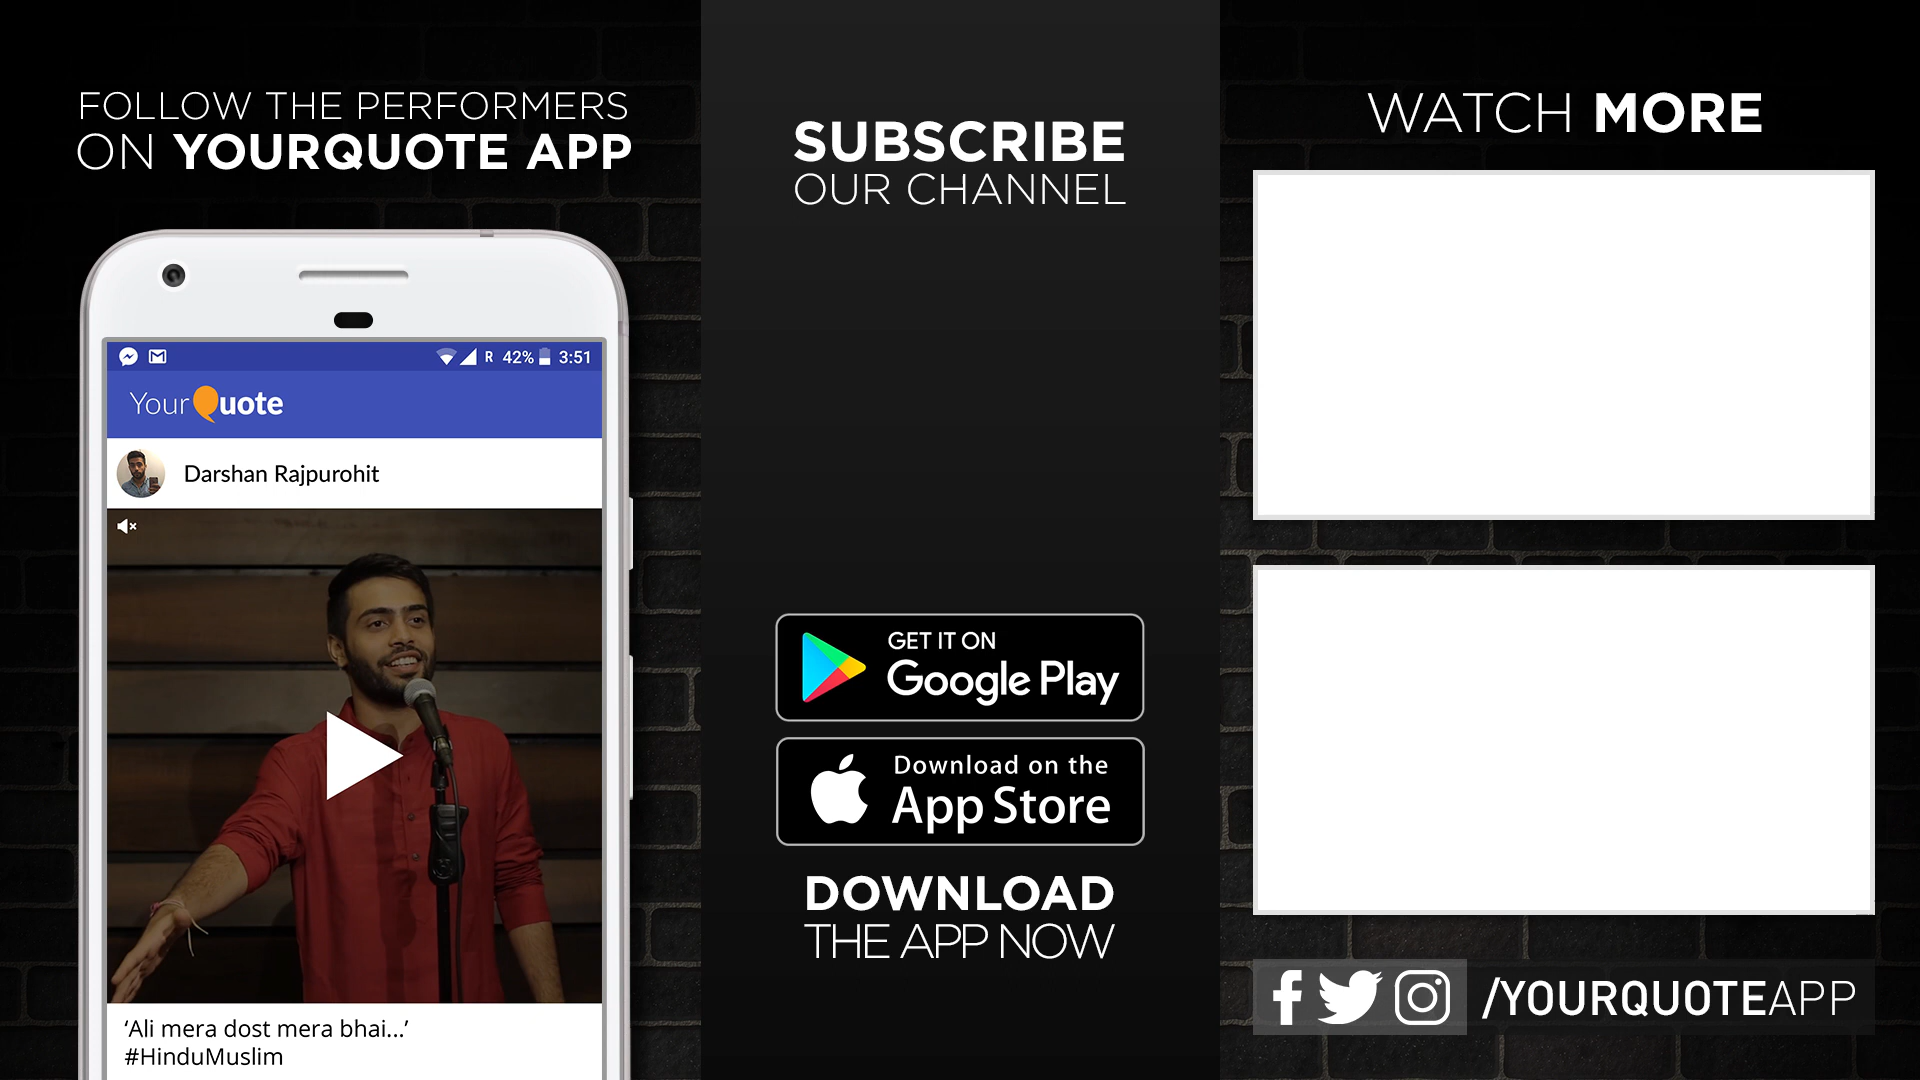 FOLLOW THE PERFORMERS
ON YOURQUOTE APP
R 42% 3:51
YourQuote
Darshan Rajpurohit
‘Ali mera dost mera bhai...’
#HinduMuslim
SUBSCRIBE
OUR CHANNEL
GET IT ON
Google Play
Download on the
App Store
DOWNLOAD
THE APP NOW
WATCH MORE
/YOURQUOTEAPP